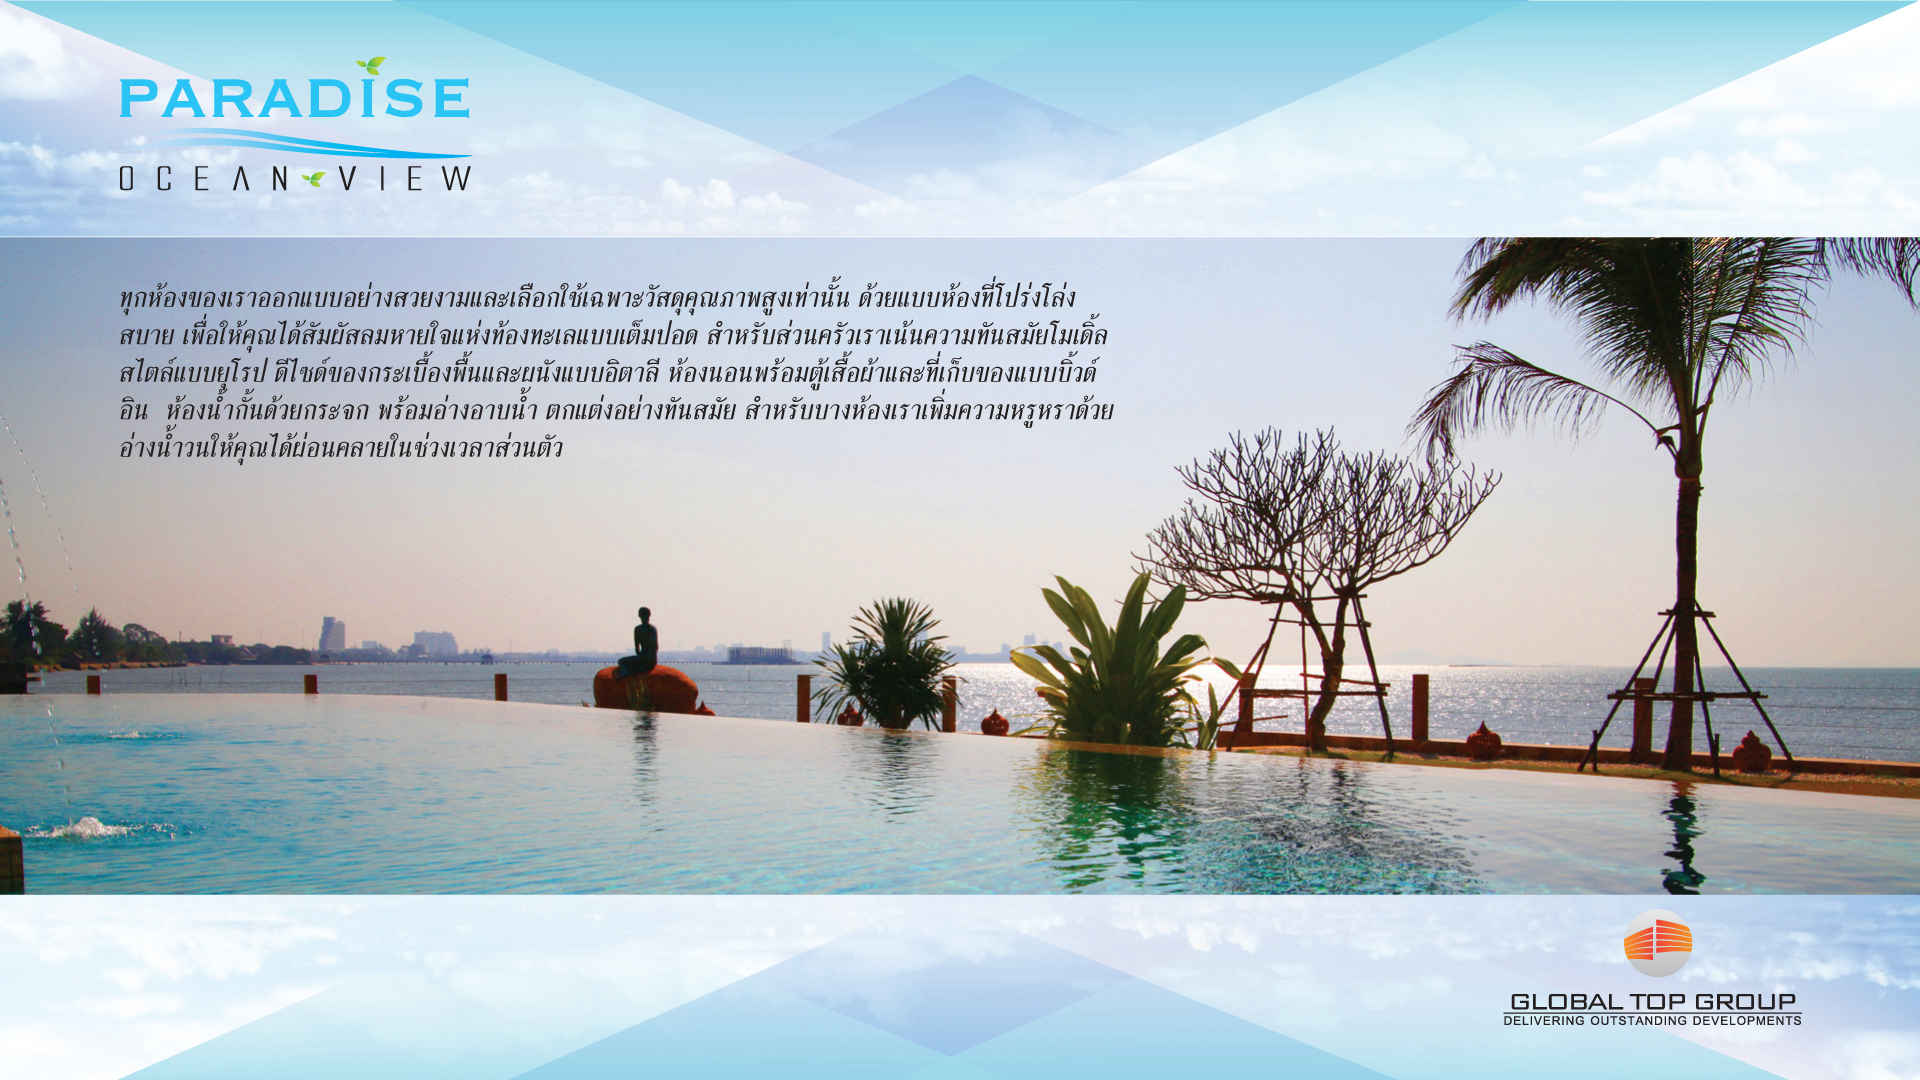 PARADISE
OCEAN VIEW
ทุกห้องของเราออกแบบอย่างสวยงามและเลือกใช้เฉพาะวัสดุคุณภาพสูงเท่านั้น ด้วยแบบห้องที่โปร่งโล่ง
สบาย เพื่อให้คุณได้สัมผัสลมหายใจแห่งท้องทะเลแบบเต็มปอด สำหรับส่วนครัวเราเน้นความทันสมัยโมเดิ้ล
สไตล์แบบยุโรป ดีไซด์ของกระเบื้องพื้นและผนังแบบอิตาลี ห้องนอนพร้อมตู้เสื้อผ้าและที่เก็บของแบบบิ้วด์
อิน ห้องน้ำกั้นด้วยกระจก พร้อมอ่างอาบน้ำ ตกแต่งอย่างทันสมัย สำหรับบางห้องเราเพิ่มความหรูหราด้วย
อ่างน้ำวนให้คุณได้ผ่อนคลายในช่วงเวลาส่วนตัว
GLOBAL TOP GROUP
DELIVERING OUTSTANDING DEVELOPMENTS